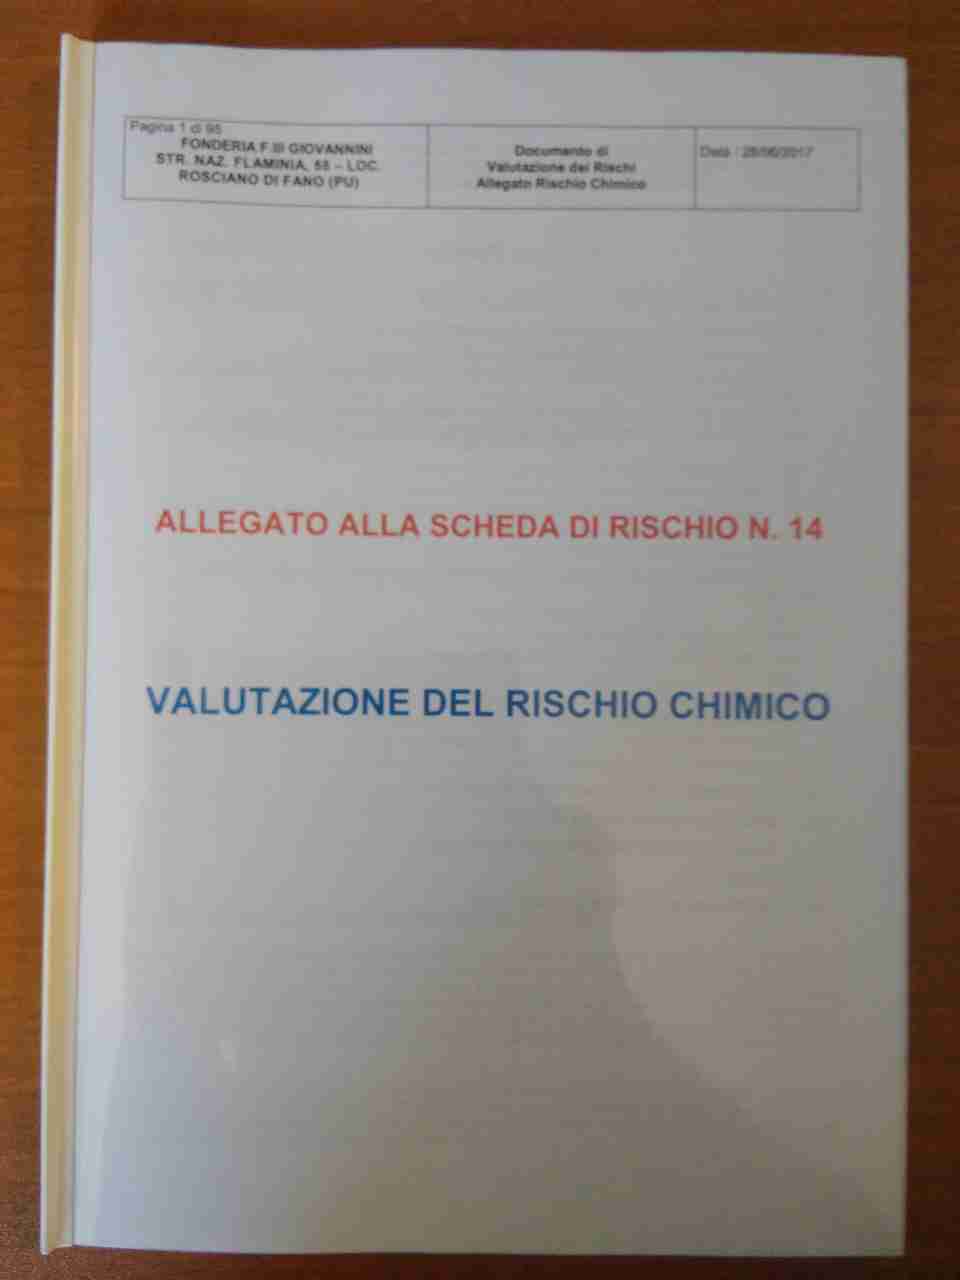 Pagina 1 di 95
FONDERIA F.lli GIOVANNINI
STR. NAZ. FLAMINIA, 55 – LOC.
ROSCIANO DI FANO (PU)
Documento di
Valutazione dei Rischi
Allegato Rischio Chimico
Data : 28/06/2017
ALLEGATO ALLA SCHEDA DI RISCHIO N. 14
VALUTAZIONE DEL RISCHIO CHIMICO